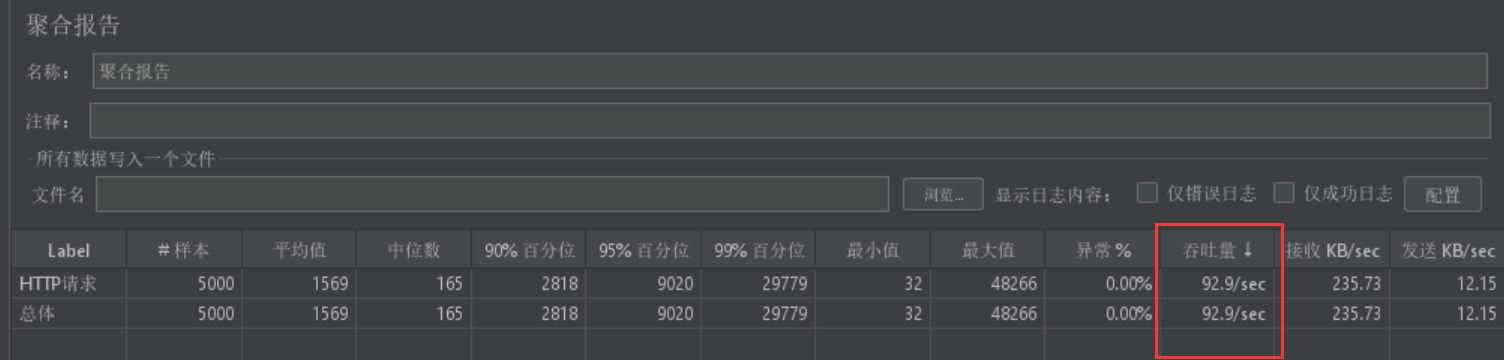 聚合报告
名称： 聚合报告
注释：
所有数据写入一个文件
文件名 浏览... 显示日志内容： 仅错误日志 仅成功日志 配置
Label # 样本 平均值 中位数 90% 百分位 95% 百分位 99% 百分位 最小值 最大值 异常 % 吞吐量 ↓ 接收 KB/sec 发送 KB/sec
HTTP请求 5000 1569 165 2818 9020 29779 32 48266 0.00% 92.9/sec 235.73 12.15
总体 5000 1569 165 2818 9020 29779 32 48266 0.00% 92.9/sec 235.73 12.15